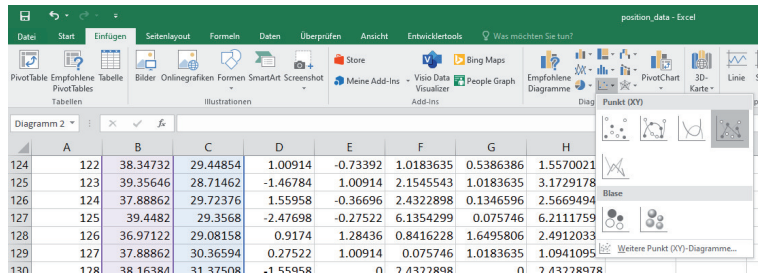 position_data - Excel
Datei Start Einfügen Seitenlayout Formeln Daten Überprüfen Ansicht Entwicklertools Was möchten Sie tun?
PivotTable Empfohlene PivotTables Tabelle Bilder Onlinegrafiken Formen SmartArt Screenshot
Store
Meine Add-Ins
Visio Data Visualizer
Bing Maps
People Graph
Empfohlene Diagramme
PivotChart
3D-Karte
Linie
Tabellen Illustrationen Add-Ins Diag
Diagramm 2 fx
Punkt (XY)
Blase
Weitere Punkt (XY)-Diagramme...
A B C D E F G H
124 122 38.34732 29.44854 1.00914 -0.73392 1.0183635 0.5386386 1.5570021
125 123 39.35646 28.71462 -1.46784 1.00914 2.1545543 1.0183635 3.1729178
126 124 37.88862 29.72376 1.55958 -0.36696 2.4322898 0.1346596 2.5669494
127 125 39.4482 29.3568 -2.47698 -0.27522 6.1354299 0.075746 6.2111759
128 126 36.97122 29.08158 0.9174 1.28436 0.8416228 1.6495806 2.4912033
129 127 37.88862 30.36594 0.27522 1.00914 0.075746 1.0183635 1.0941095
130 128 38.16384 31.37508 -1.55958 0 2.4322898 0 2.43228978